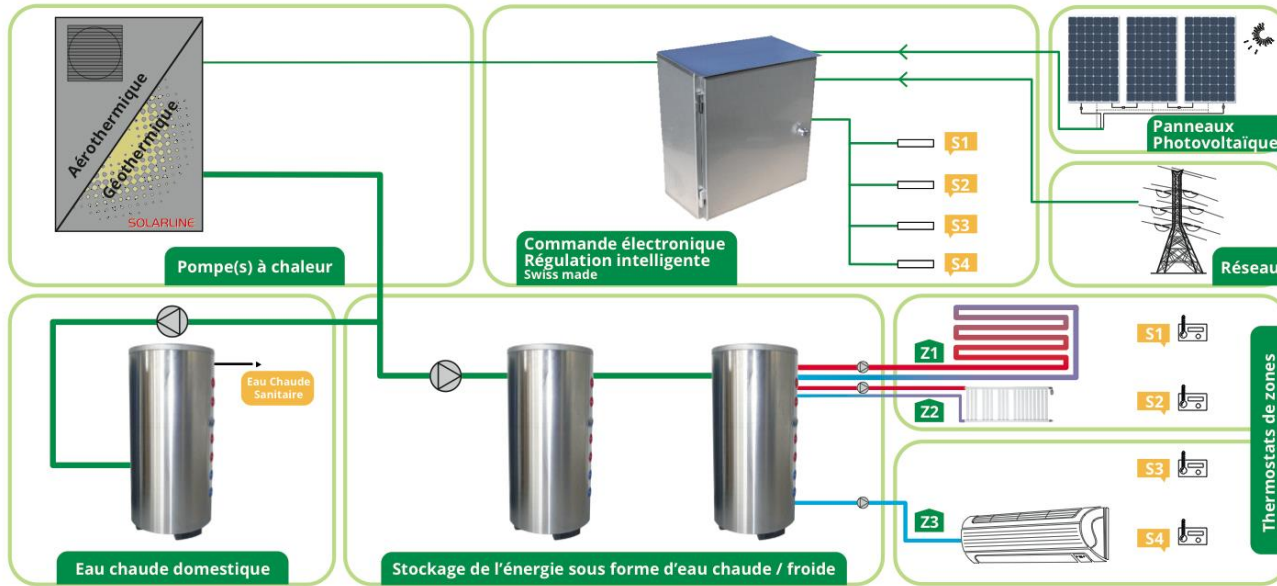 Aérothermique
Géothermique
SOLARLINE
Pompe(s) à chaleur
Commande électronique
Régulation intelligente
Swiss made
S1
S2
S3
S4
Panneaux
Photovoltaïque
Réseau
Eau Chaude
Sanitaire
Eau chaude domestique
Stockage de l'énergie sous forme d'eau chaude / froide
Z1
Z2
Z3
S1
S2
S3
S4
Thermostats de zones